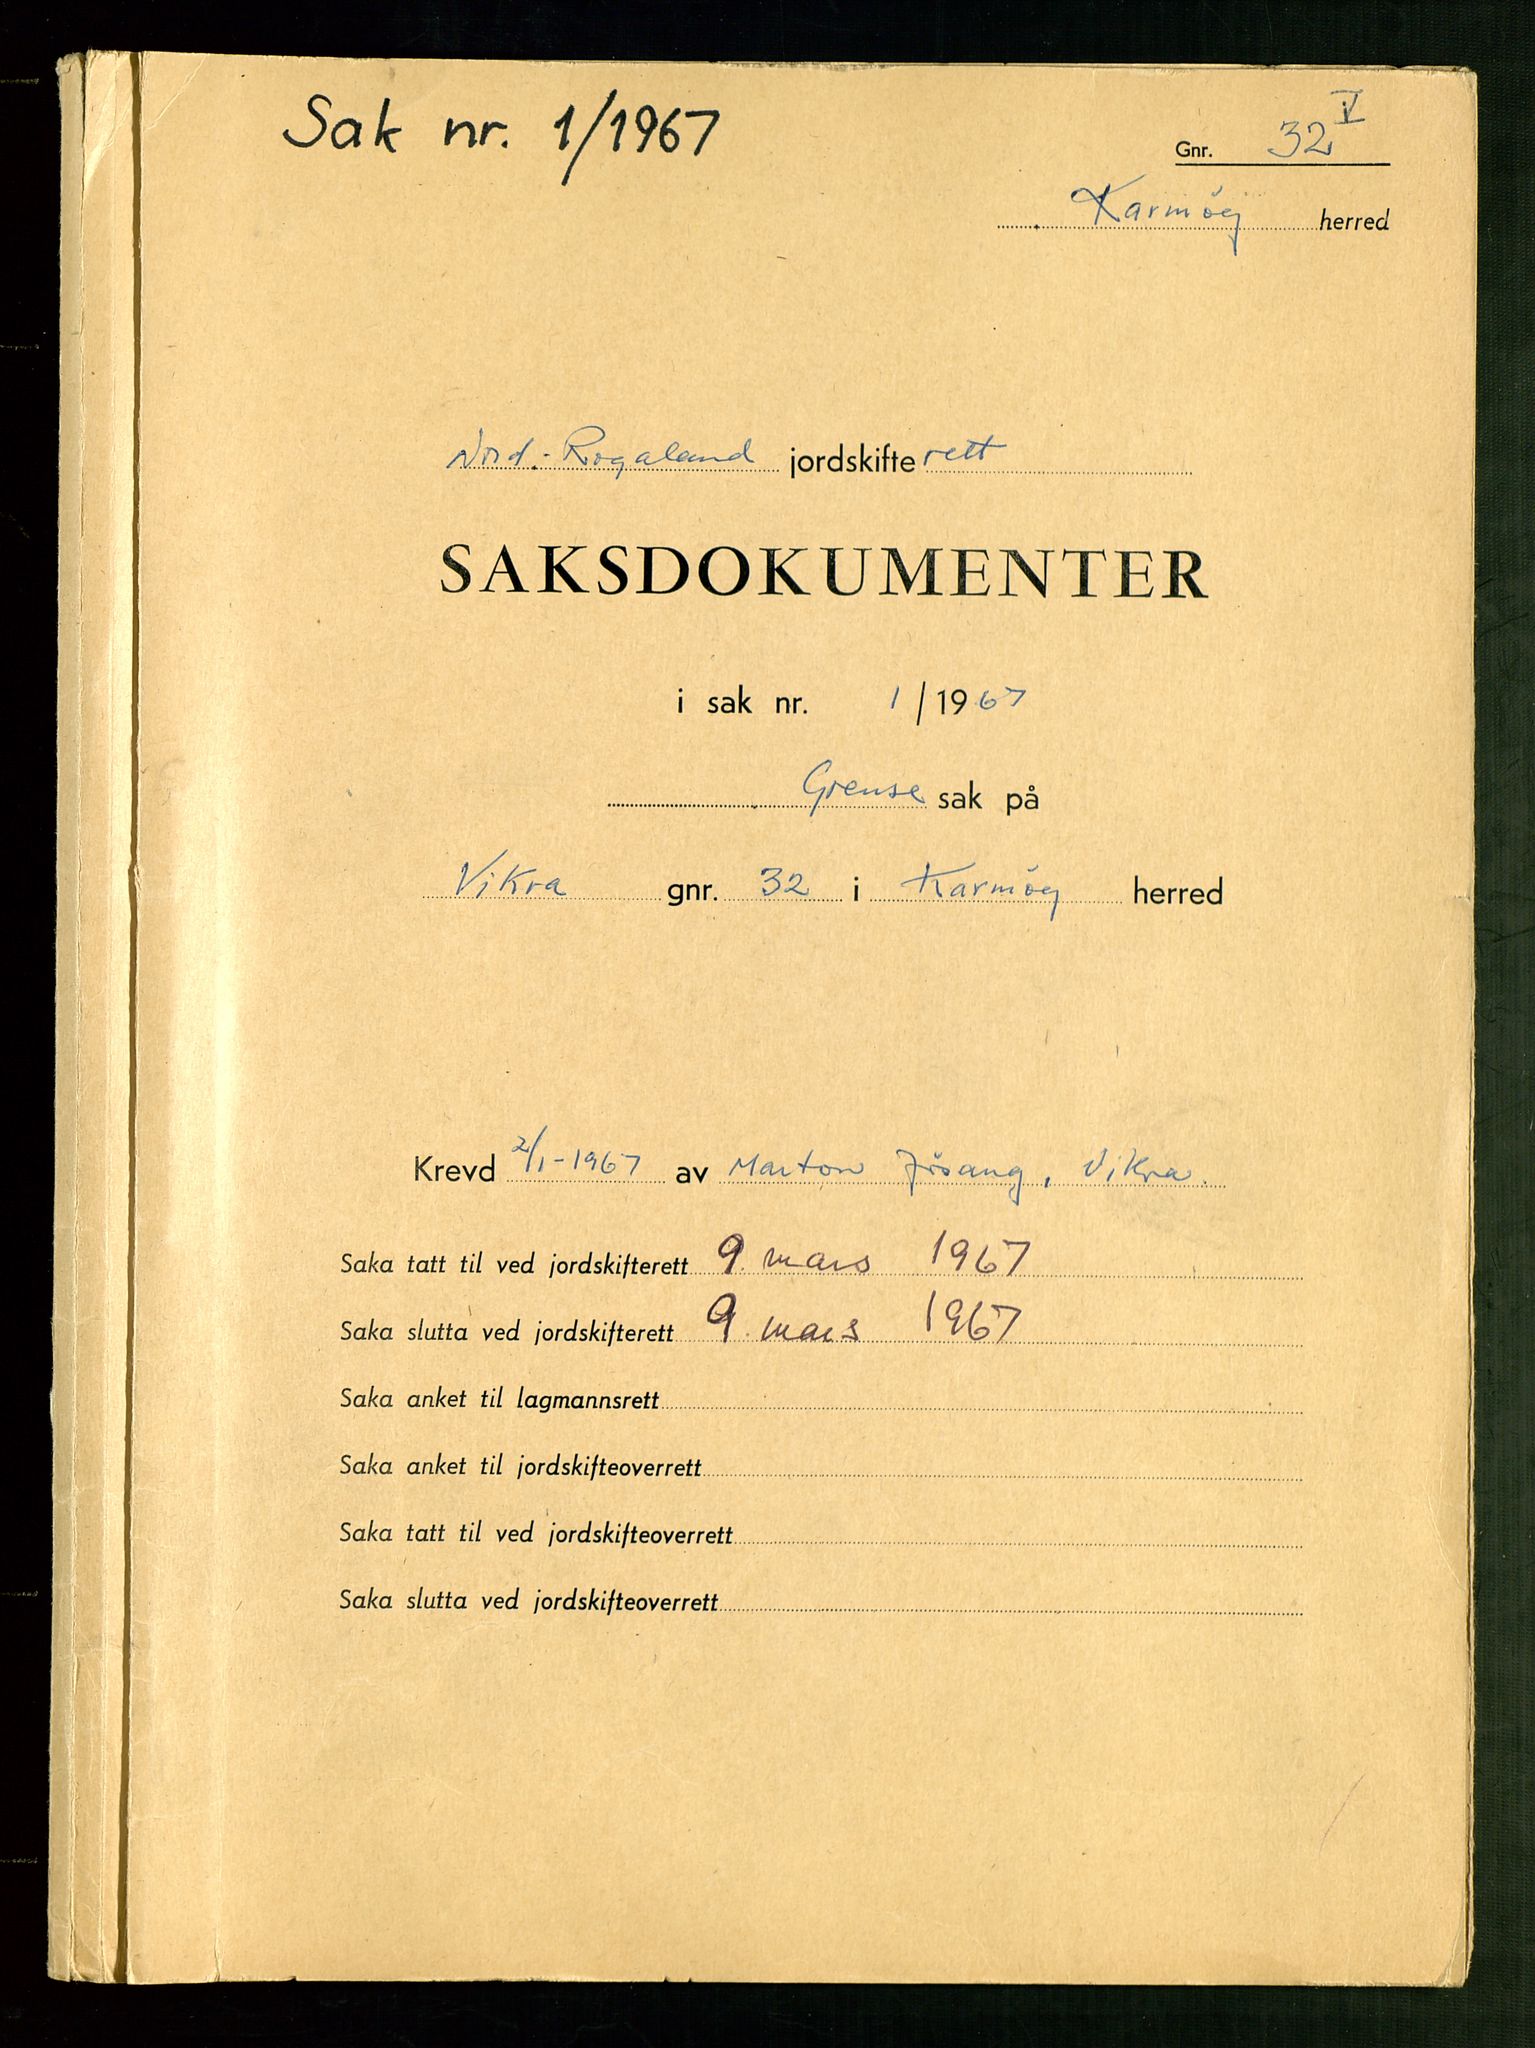 Sak nr. 1/1967
Gnr. 32 V
Karmöy herred
Nord-Rogaland jordskifterett
SAKSDOKUMENTER
i sak nr. 1/1967
Grense sak på
Vikra gnr. 32 i Karmöy herred
Krevd 2/1-1967 av Marton Jösang, Vikra.
Saka tatt til ved jordskifterett 9. mars 1967
Saka slutta ved jordskifterett 9. mars 1967
Saka anket til lagmannsrett
Saka anket til jordskifteoverrett
Saka tatt til ved jordskifteoverrett
Saka slutta ved jordskifteoverrett